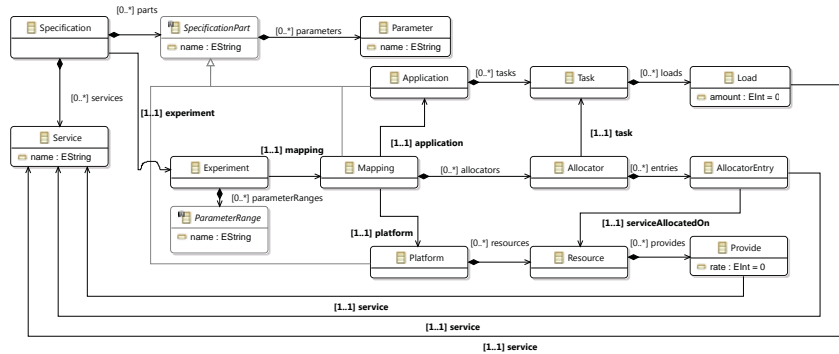 Specification
[0..*] parts
SpecificationPart
name : EString
[0..*] parameters
Parameter
name : EString
[0..*] services
[1..1] experiment
Application
[0..*] tasks
Task
[0..*] loads
Load
amount : EInt = 0
Service
name : EString
[1..1] mapping
[1..1] application
[1..1] task
Experiment
Mapping
[0..*] allocators
Allocator
[0..*] entries
AllocatorEntry
[0..*] parameterRanges
ParameterRange
name : EString
[1..1] platform
[1..1] serviceAllocatedOn
Platform
[0..*] resources
Resource
[0..*] provides
Provide
rate : EInt = 0
[1..1] service
[1..1] service
[1..1] service